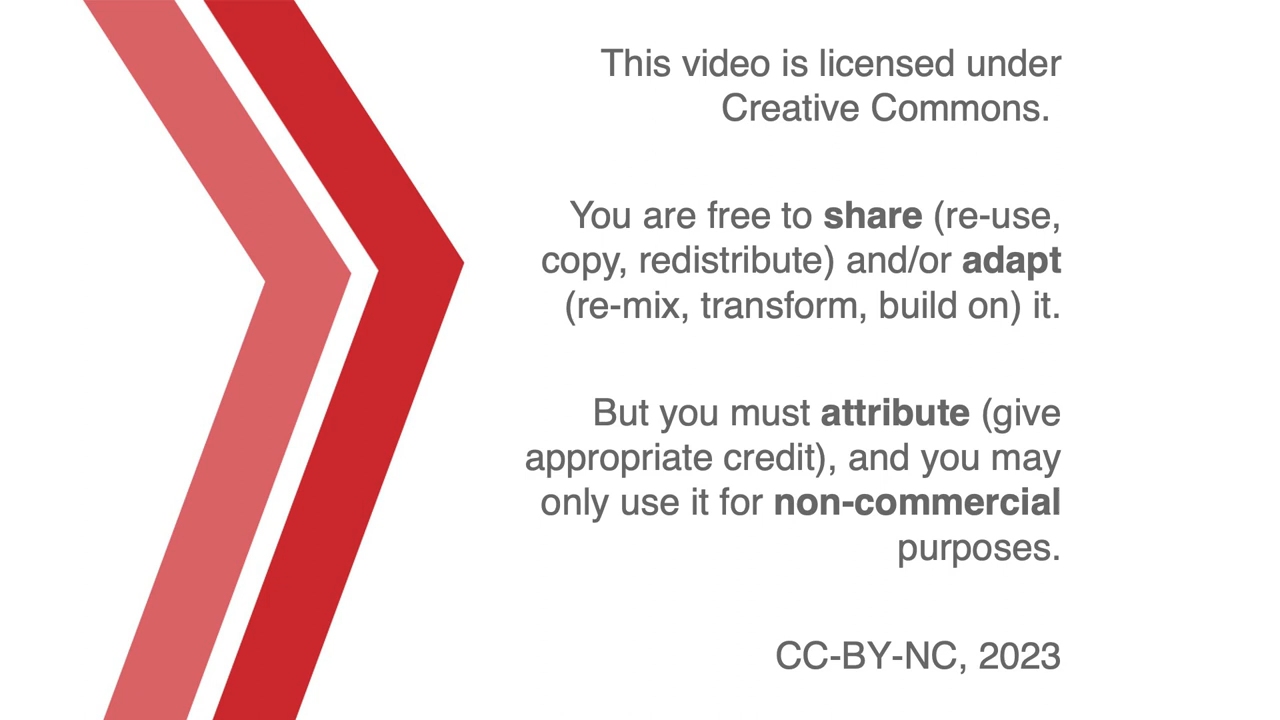 This video is licensed under
Creative Commons.
You are free to share (re-use,
copy, redistribute) and/or adapt
(re-mix, transform, build on) it.
But you must attribute (give
appropriate credit), and you may
only use it for non-commercial
purposes.
CC-BY-NC, 2023